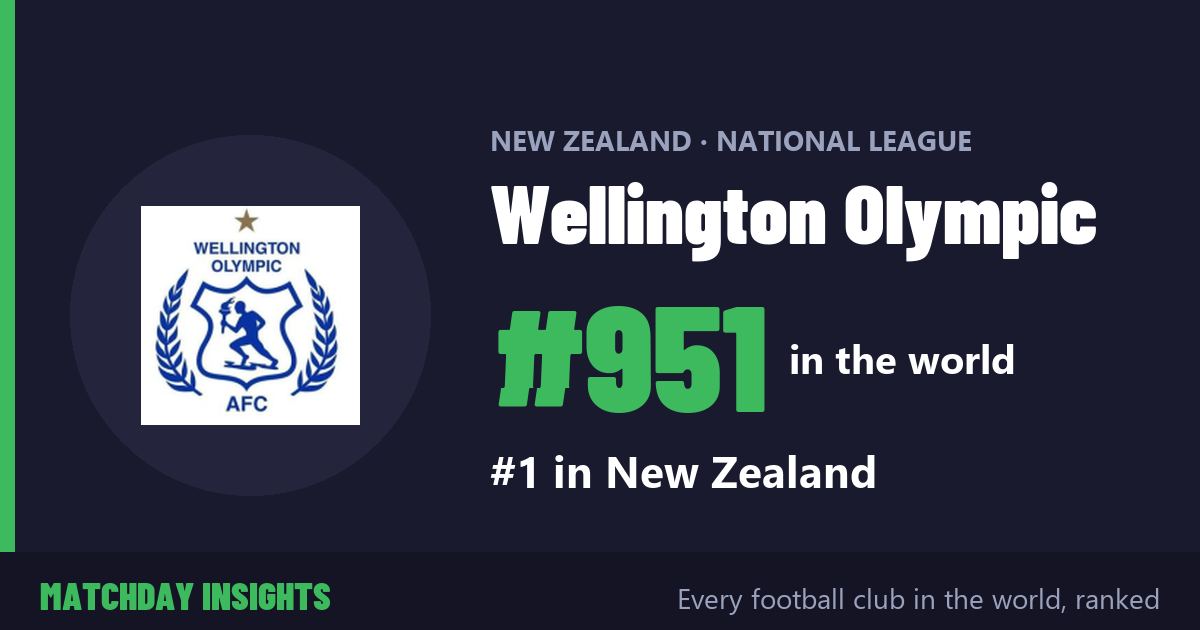 NEW ZEALAND · NATIONAL LEAGUE
Wellington Olympic
WELLINGTON
OLYMPIC
AFC
#951 in the world
#1 in New Zealand
MATCHDAY INSIGHTS
Every football club in the world, ranked